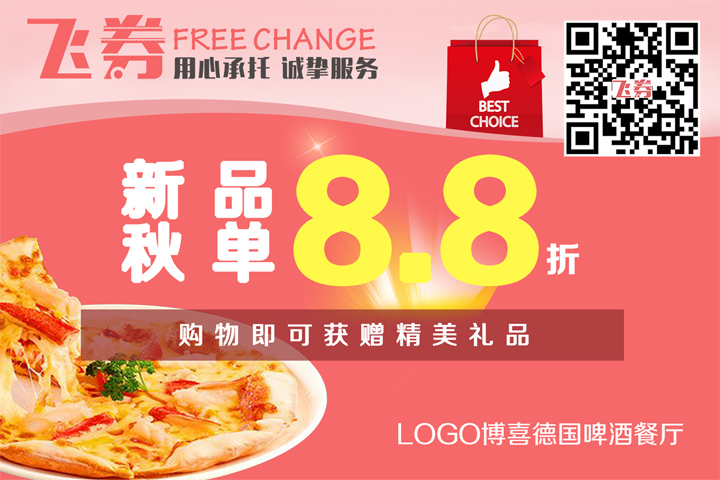 飞券 FREE CHANGE
用心承托 诚挚服务
BEST
CHOICE
飞券
新品
秋单
8.8折
购物即可获赠精美礼品
LOGO博喜德国啤酒餐厅